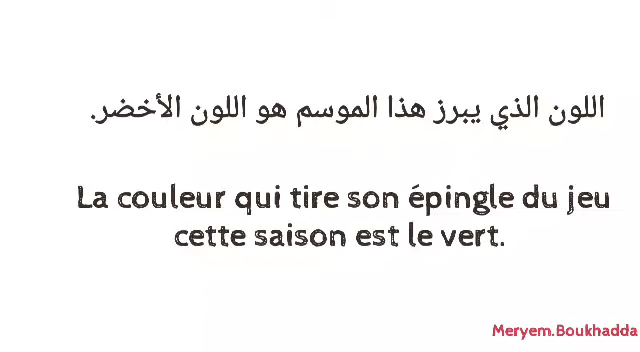 اللون الذي يبرز هذا الموسم هو اللون الأخضر.
La couleur qui tire son épingle du jeu
cette saison est le vert.
Meryem.Boukhadda